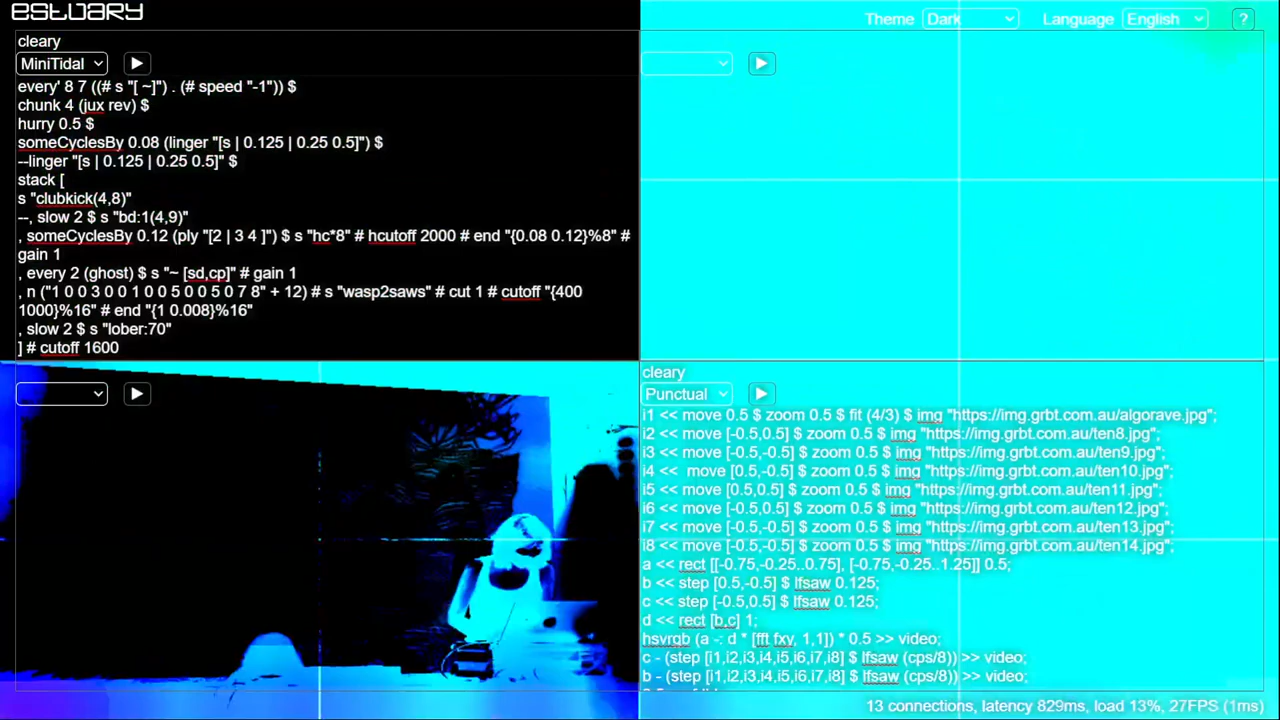 estuary
Theme Dark Language English ?
cleary
MiniTidal
every' 8 7 ((# s "[ ~]") . (# speed "-1")) $
chunk 4 (jux rev) $
hurry 0.5 $
someCyclesBy 0.08 (linger "[s | 0.125 | 0.25 0.5]") $
--linger "[s | 0.125 | 0.25 0.5]" $
stack [
s "clubkick(4,8)"
--, slow 2 $ s "bd:1(4,9)"
, someCyclesBy 0.12 (ply "[2 | 3 4 ]") $ s "hc*8" # hcutoff 2000 # end "{0.08 0.12}%8" #
gain 1
, every 2 (ghost) $ s "~ [sd,cp]" # gain 1
, n ("1 0 0 3 0 0 1 0 0 5 0 0 5 0 7 8" + 12) # s "wasp2saws" # cut 1 # cutoff "{400
1000}%16" # end "{1 0.008}%16"
, slow 2 $ s "lober:70"
] # cutoff 1600
cleary
Punctual
i1 << move 0.5 $ zoom 0.5 $ fit (4/3) $ img "https://img.grbt.com.au/algorave.jpg";
i2 << move [-0.5,0.5] $ zoom 0.5 $ img "https://img.grbt.com.au/ten8.jpg";
i3 << move [-0.5,-0.5] $ zoom 0.5 $ img "https://img.grbt.com.au/ten9.jpg";
i4 <<  move [0.5,-0.5] $ zoom 0.5 $ img "https://img.grbt.com.au/ten10.jpg";
i5 << move [0.5,0.5] $ zoom 0.5 $ img "https://img.grbt.com.au/ten11.jpg";
i6 << move [-0.5,0.5] $ zoom 0.5 $ img "https://img.grbt.com.au/ten12.jpg";
i7 << move [-0.5,-0.5] $ zoom 0.5 $ img "https://img.grbt.com.au/ten13.jpg";
i8 << move [-0.5,-0.5] $ zoom 0.5 $ img "https://img.grbt.com.au/ten14.jpg";
a << rect [[-0.75,-0.25..0.75], [-0.75,-0.25..1.25]] 0.5;
b << step [0.5,-0.5] $ lfsaw 0.125;
c << step [-0.5,0.5] $ lfsaw 0.125;
d << rect [b,c] 1;
hsvrgb (a -: d * [fft fxy, 1,1]) * 0.5 >> video;
c - (step [i1,i2,i3,i4,i5,i6,i7,i8] $ lfsaw (cps/8)) >> video;
b - (step [i1,i2,i3,i4,i5,i6,i7,i8] $ lfsaw (cps/8)) >> video;
13 connections, latency 829ms, load 13%, 27FPS (1ms)